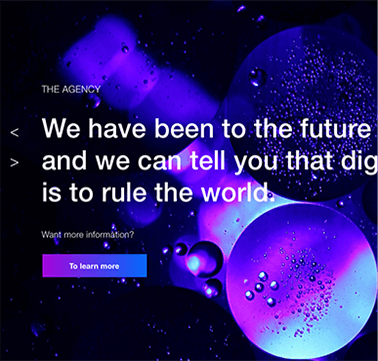 THE AGENCY
We have been to the future
and we can tell you that dig
is to rule the world.
Want more information?
To learn more